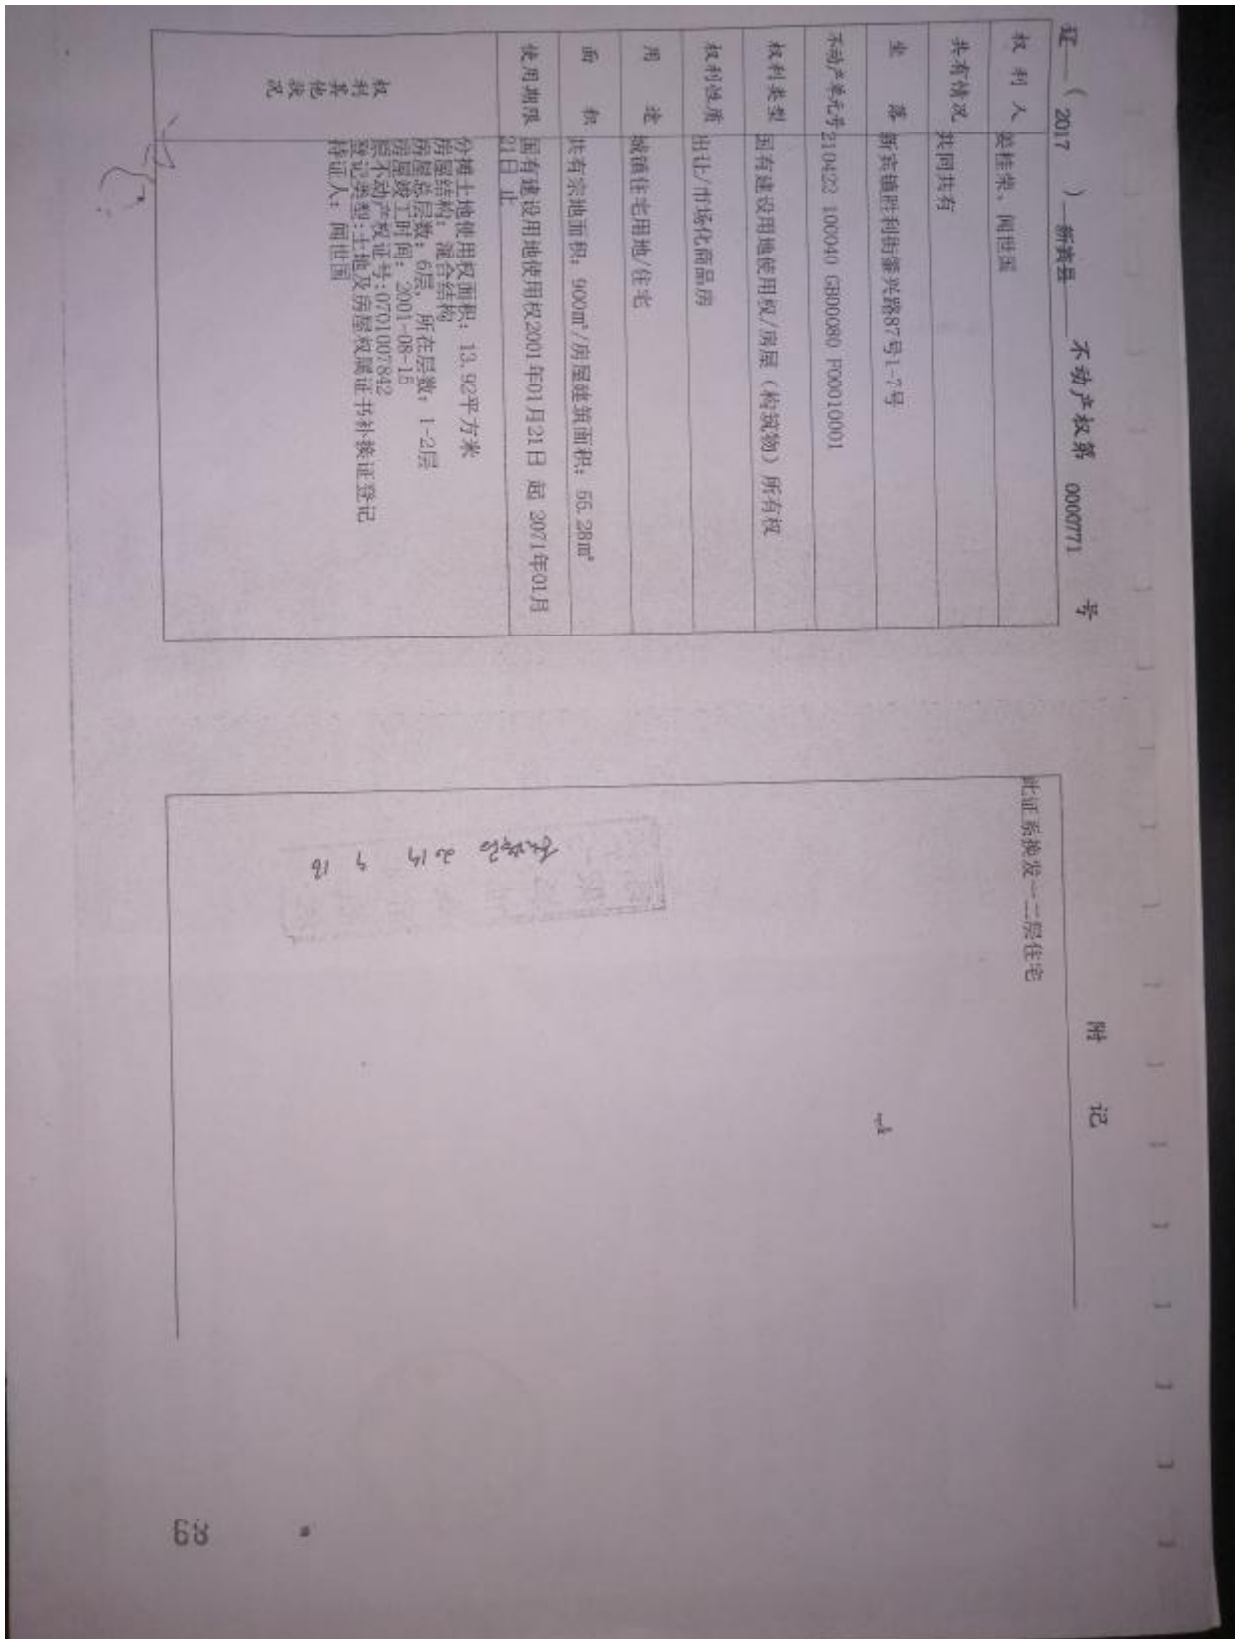 证 （ 2017 ） 新宾县 不动产权第 0000771 号
权利人 姜桂荣，闻世国
共有情况 共同共有
坐落 新宾镇胜利街肇兴路87号1-7号
不动产单元号 210422 100040 GB00080 F00010001
权利类型 国有建设用地使用权/房屋（构筑物）所有权
权利性质 出让/市场化商品房
用途 城镇住宅用地/住宅
面积 共有宗地面积：900㎡/房屋建筑面积：56.28㎡
使用期限 国有建设用地使用权2001年01月21日 起 2071年01月
21日 止
权利其他状况
分摊土地使用权面积：13.92平方米
房屋结构：混合结构
房屋总层数：6层，所在层数：1-2层
房屋竣工时间：2001-08-15
原不动产权证号:0701007842
登记类型:土地及房屋权属证书补换证登记
持证人：闻世国
附 记
此证系换发一二层住宅
89